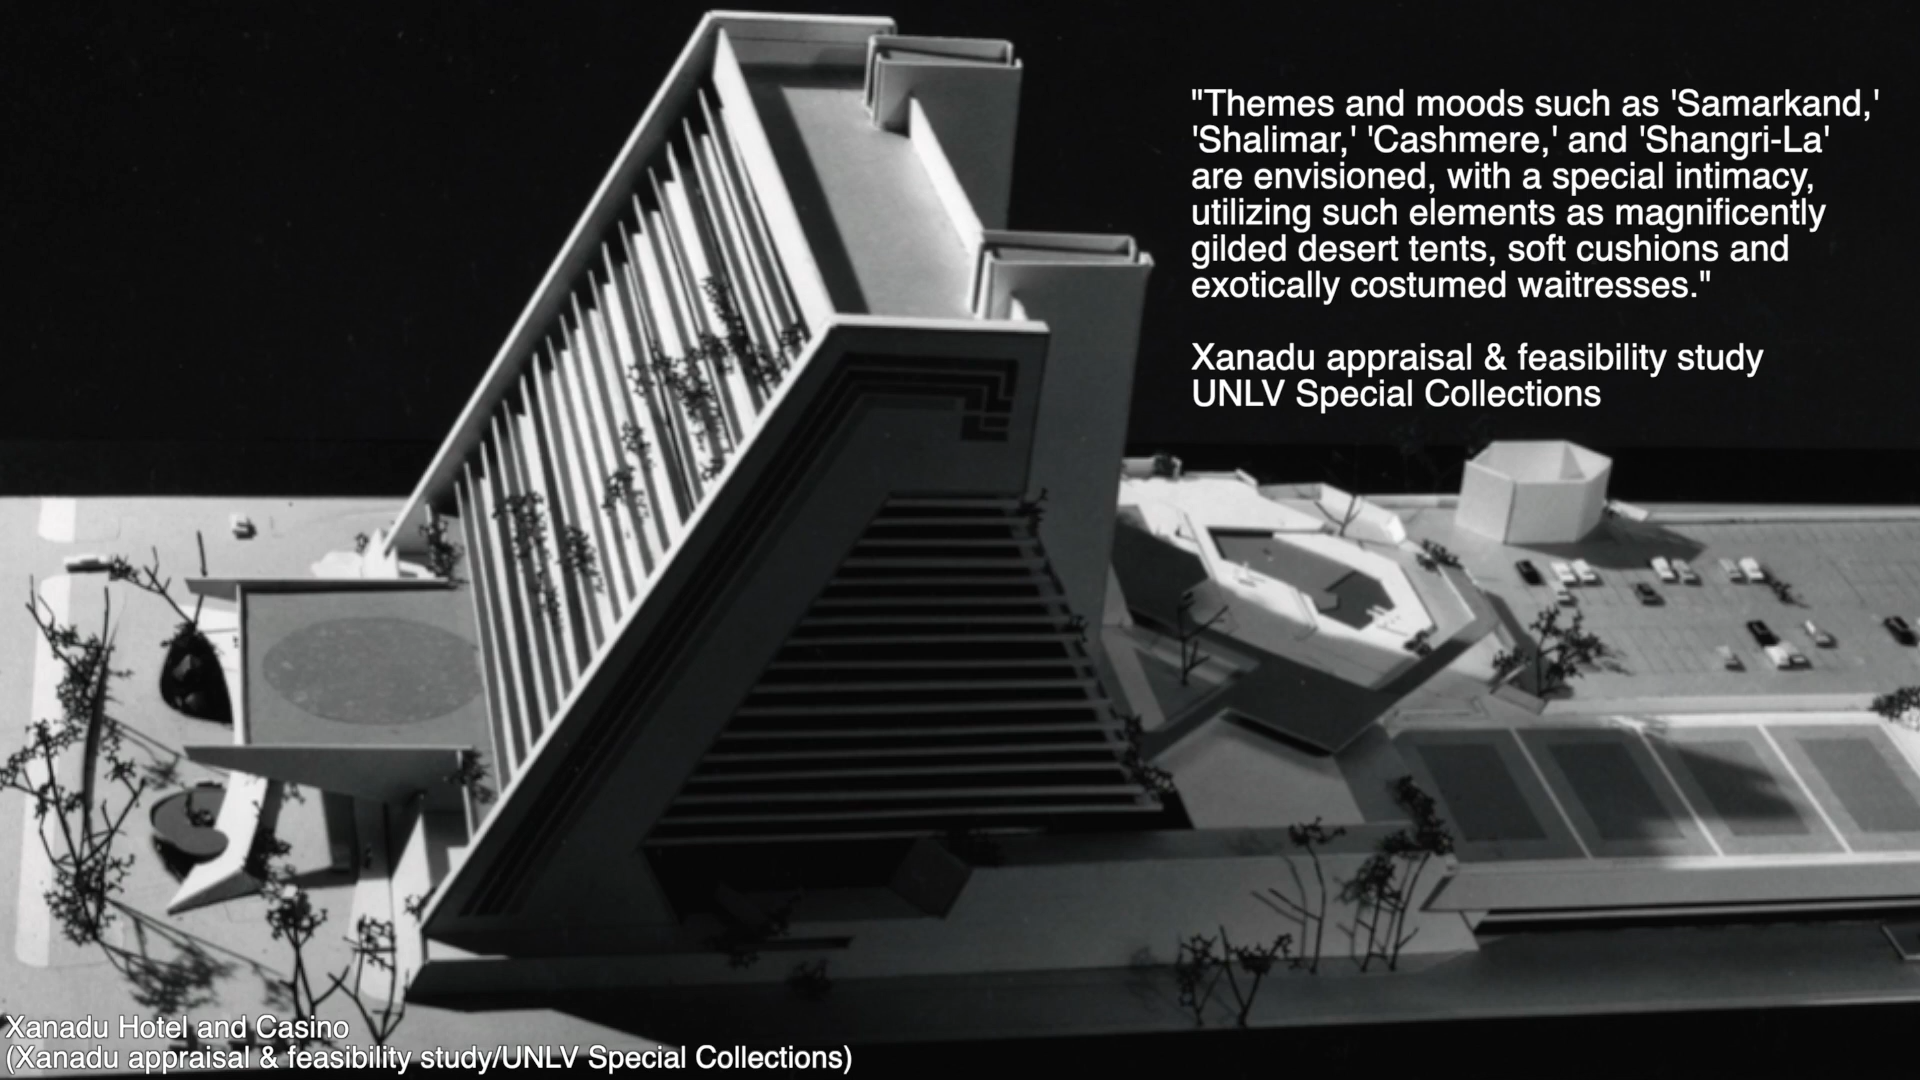 "Themes and moods such as 'Samarkand,'
'Shalimar,' 'Cashmere,' and 'Shangri-La'
are envisioned, with a special intimacy,
utilizing such elements as magnificently
gilded desert tents, soft cushions and
exotically costumed waitresses."
Xanadu appraisal & feasibility study
UNLV Special Collections
Xanadu Hotel and Casino
(Xanadu appraisal & feasibility study/UNLV Special Collections)